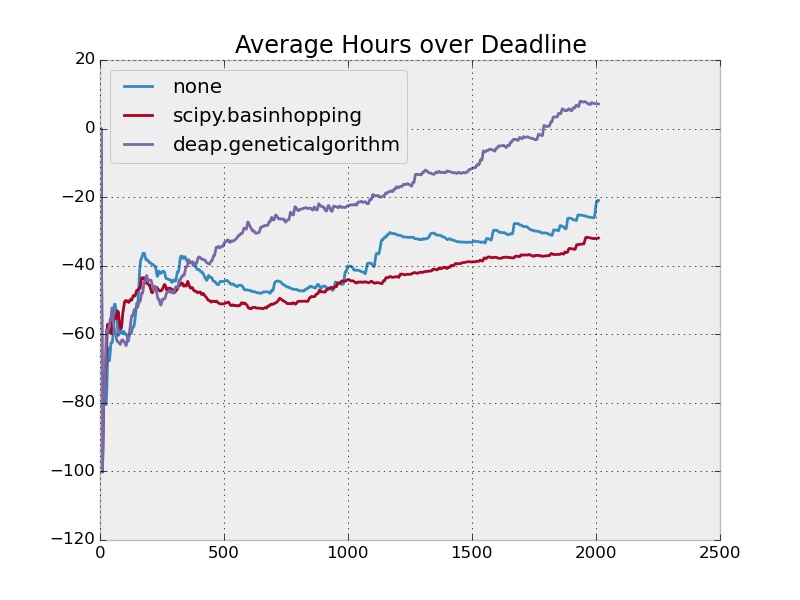 Average Hours over Deadline
20
0
−20
−40
−60
−80
−100
−120
none
scipy.basinhopping
deap.geneticalgorithm
0 500 1000 1500 2000 2500